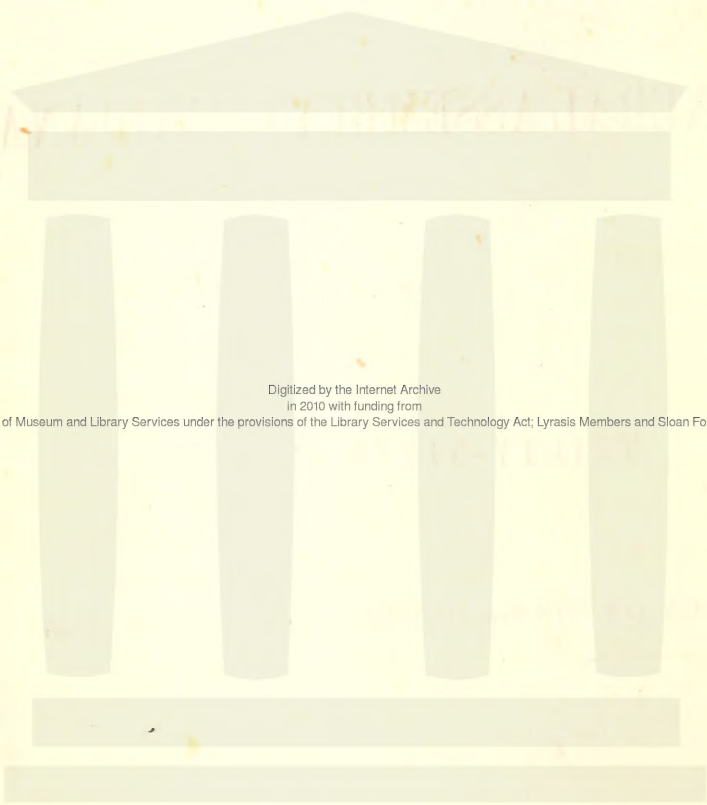 Digitized by the Internet Archive
in 2010 with funding from
of Museum and Library Services under the provisions of the Library Services and Technology Act; Lyrasis Members and Sloan Fo